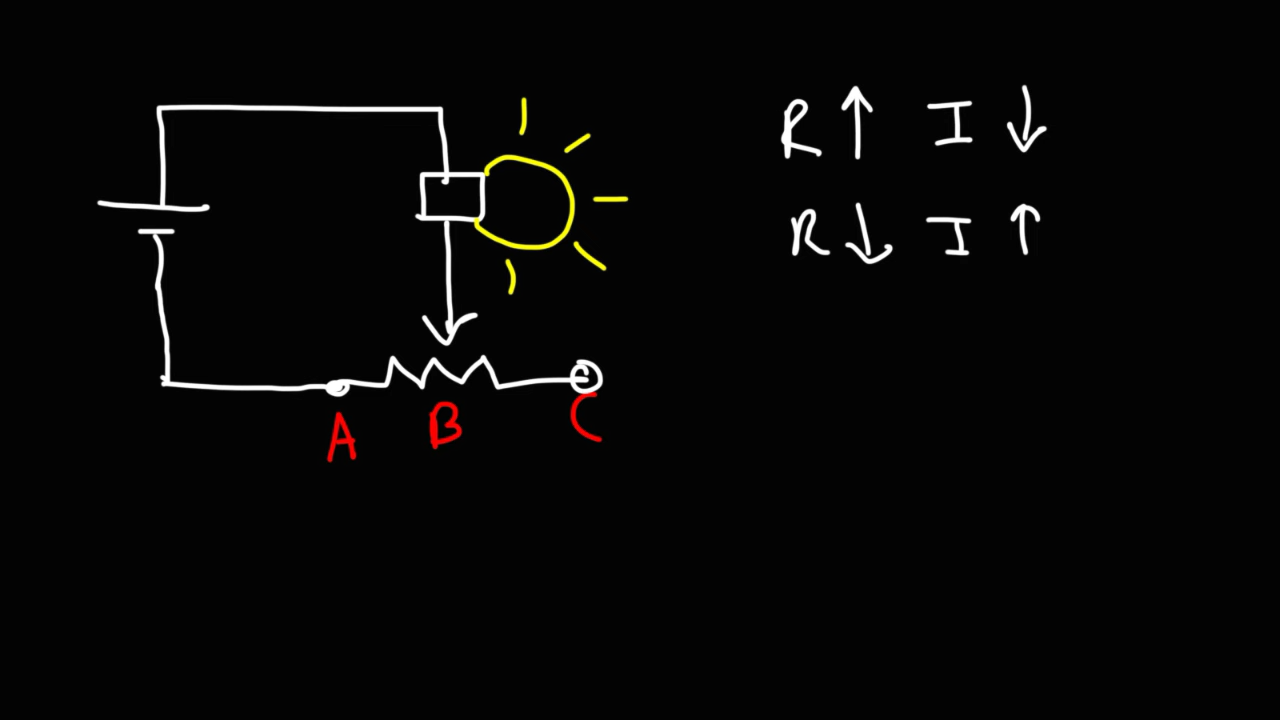 R ↑ I ↓
R ↓ I ↑
A B C